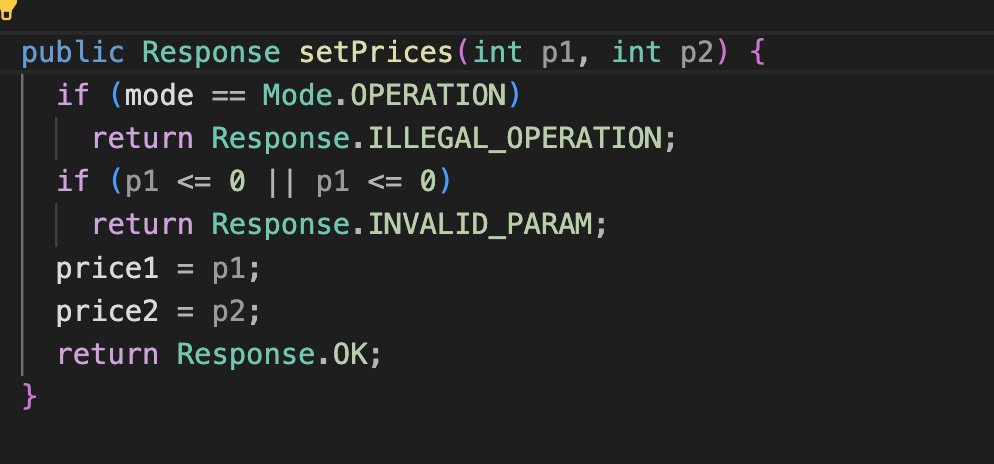 public Response setPrices(int p1, int p2) {
if (mode == Mode.OPERATION)
return Response.ILLEGAL_OPERATION;
if (p1 <= 0 || p1 <= 0)
return Response.INVALID_PARAM;
price1 = p1;
price2 = p2;
return Response.OK;
}